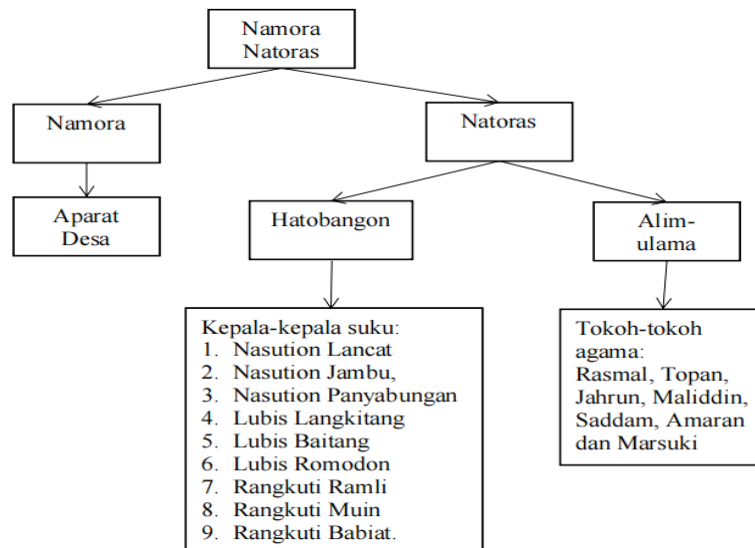 Namora
Natoras
Namora
Natoras
Aparat
Desa
Hatobangon
Alim-
ulama
Kepala-kepala suku:
1. Nasution Lancat
2. Nasution Jambu,
3. Nasution Panyabungan
4. Lubis Langkitang
5. Lubis Baitang
6. Lubis Romodon
7. Rangkuti Ramli
8. Rangkuti Muin
9. Rangkuti Babiat.
Tokoh-tokoh
agama:
Rasmal, Topan,
Jahrun, Maliddin,
Saddam, Amaran
dan Marsuki